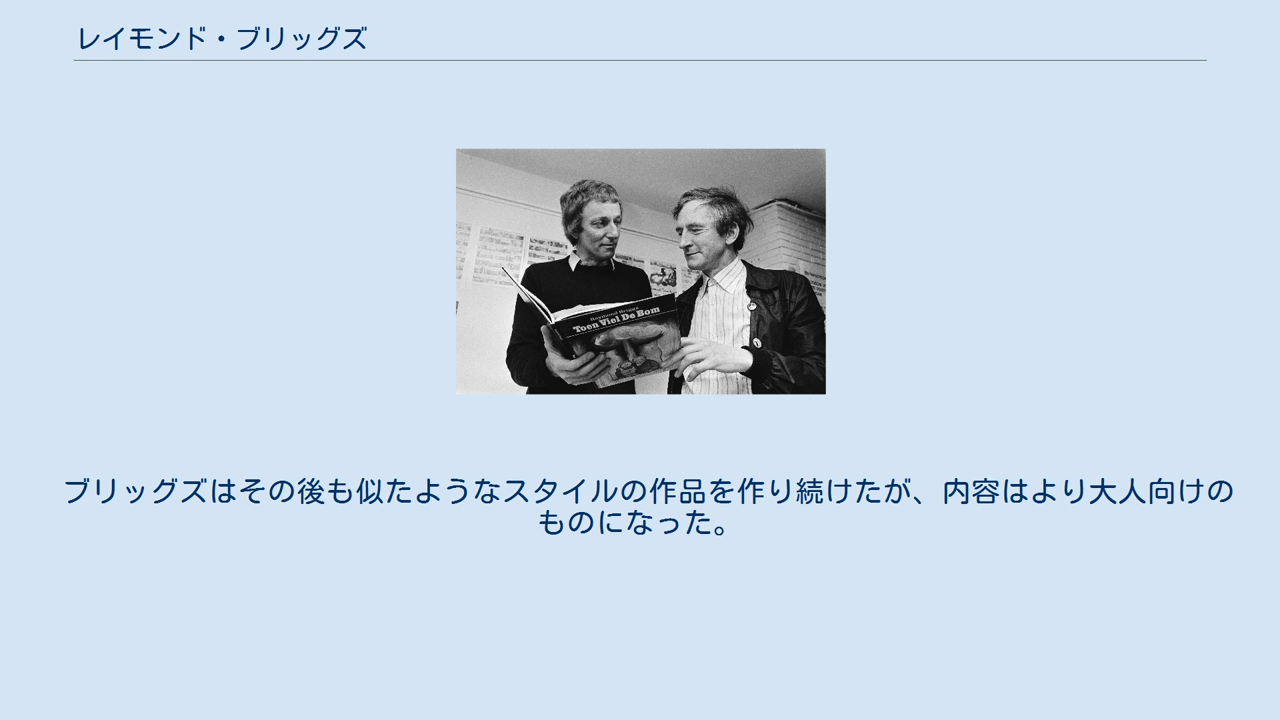 レイモンド・ブリッグズ
Raymond Briggs
Toen Viel De Bom
ブリッグズはその後も似たようなスタイルの作品を作り続けたが、内容はより大人向けの
ものになった。